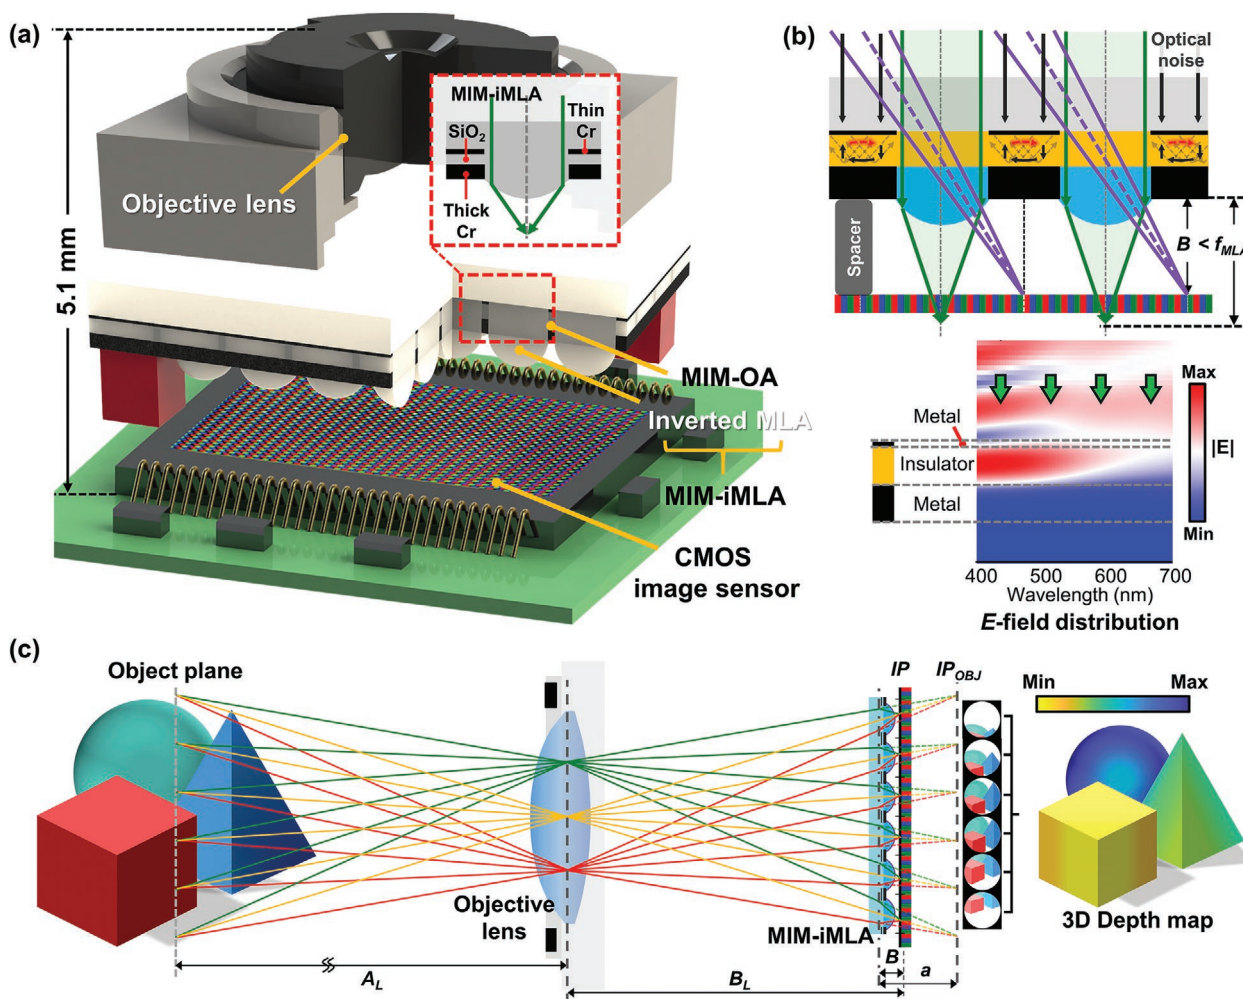 (a)
5.1 mm
Objective lens
MIM-iMLA
SiO2
Thin
Cr
Thick
Cr
MIM-OA
Inverted MLA
MIM-iMLA
CMOS
image sensor
(b)
Optical
noise
Spacer
B < fMLA
Metal
Insulator
Metal
Max
|E|
Min
400
500
600
700
Wavelength (nm)
E-field distribution
(c)
Object plane
Objective
lens
IP
IPOBJ
MIM-iMLA
AL
BL
B
a
Min
Max
3D Depth map